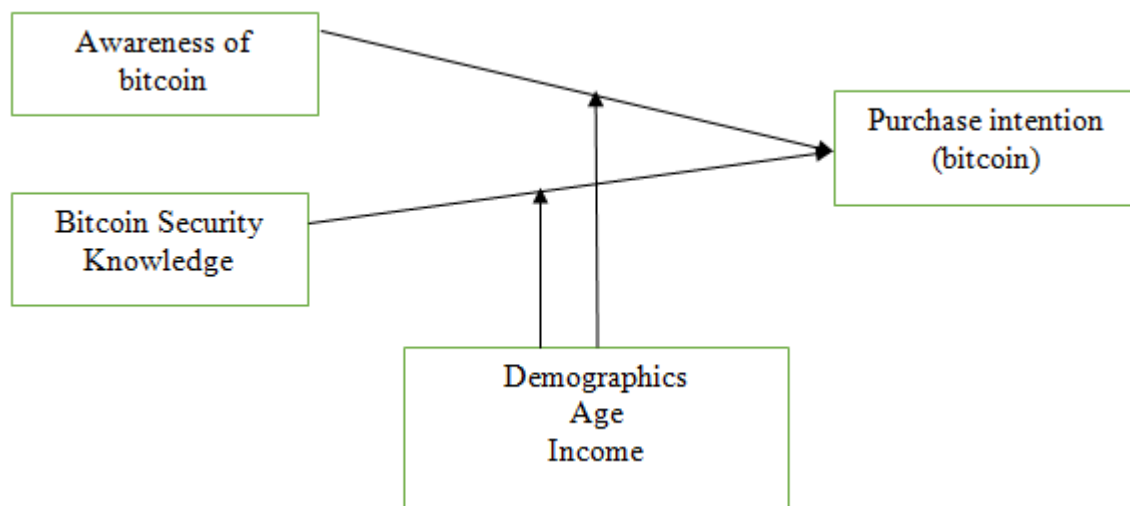 Awareness of
bitcoin
Purchase intention
(bitcoin)
Bitcoin Security
Knowledge
Demographics
Age
Income